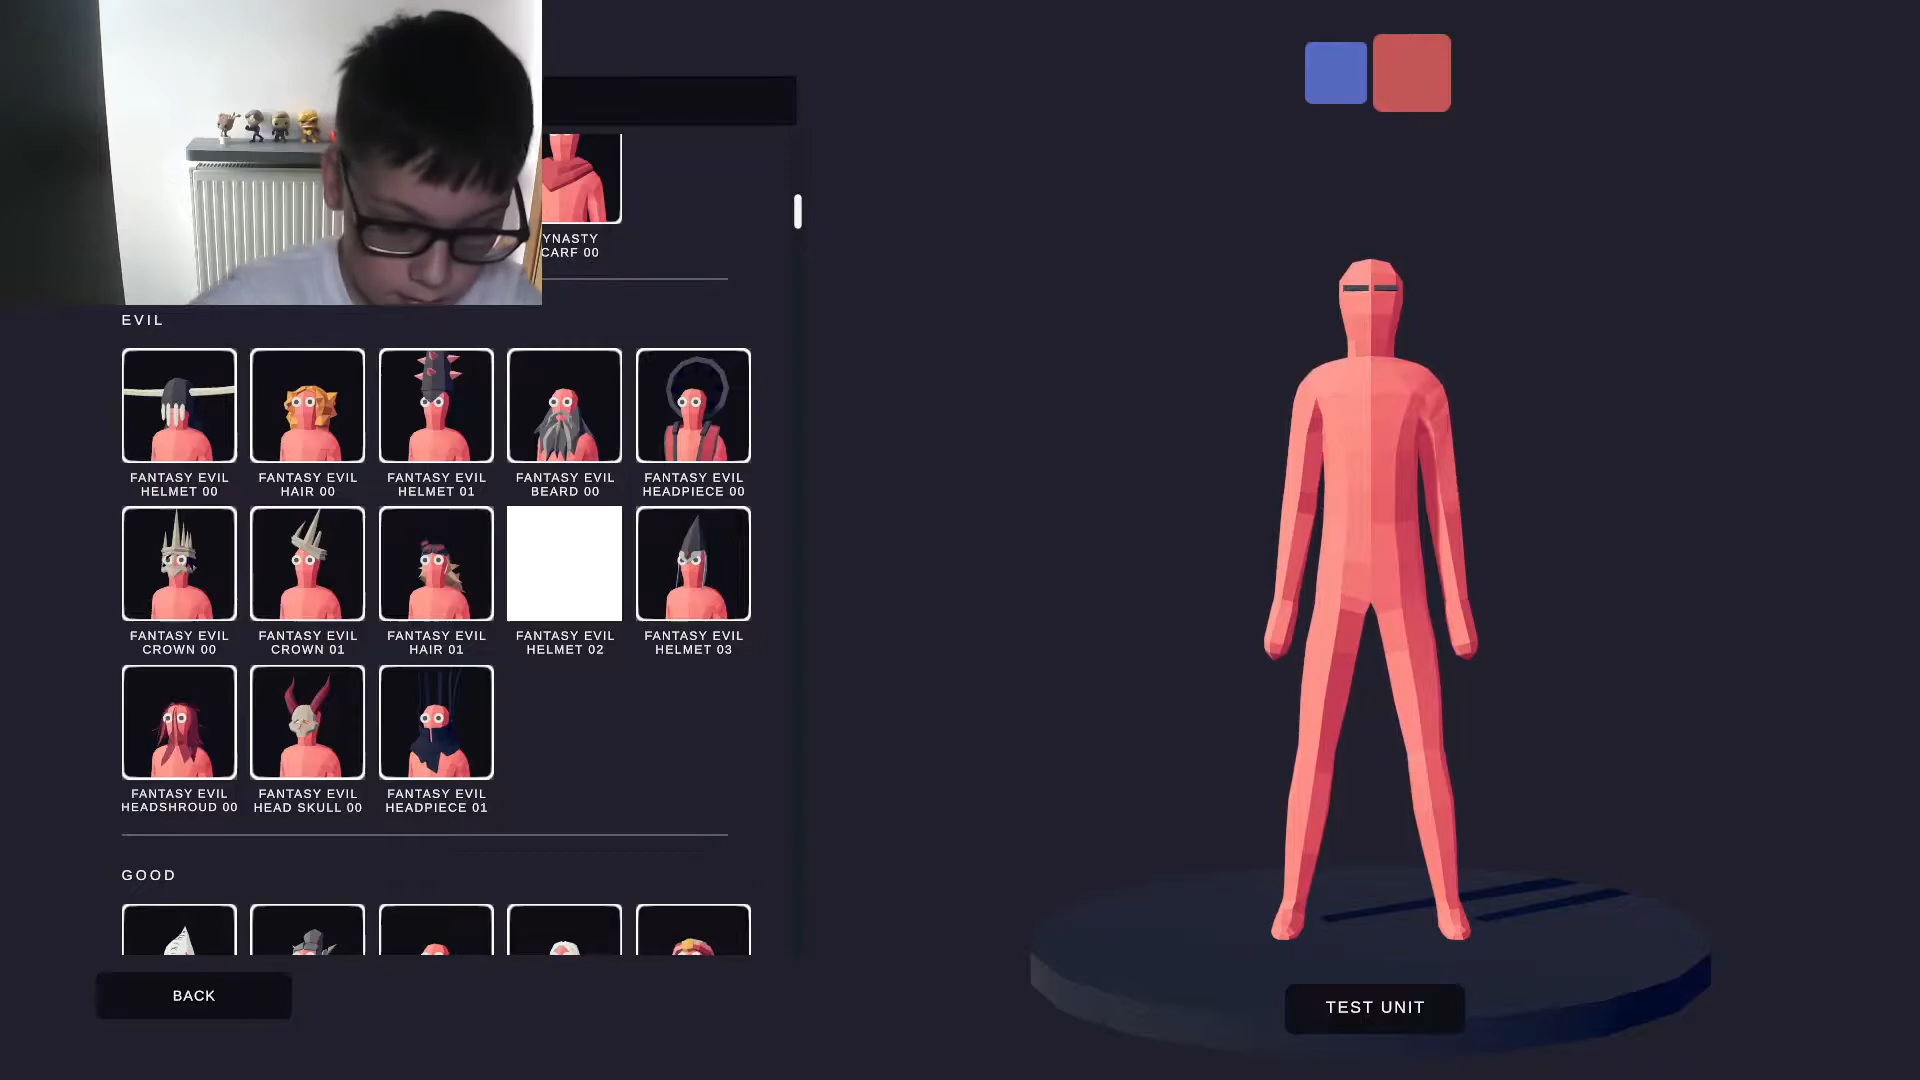 YNASTY
CARF 00
EVIL
FANTASY EVIL
HELMET 00
FANTASY EVIL
HAIR 00
FANTASY EVIL
HELMET 01
FANTASY EVIL
BEARD 00
FANTASY EVIL
HEADPIECE 00
FANTASY EVIL
CROWN 00
FANTASY EVIL
CROWN 01
FANTASY EVIL
HAIR 01
FANTASY EVIL
HELMET 02
FANTASY EVIL
HELMET 03
FANTASY EVIL
HEADSHROUD 00
FANTASY EVIL
HEAD SKULL 00
FANTASY EVIL
HEADPIECE 01
GOOD
BACK
TEST UNIT